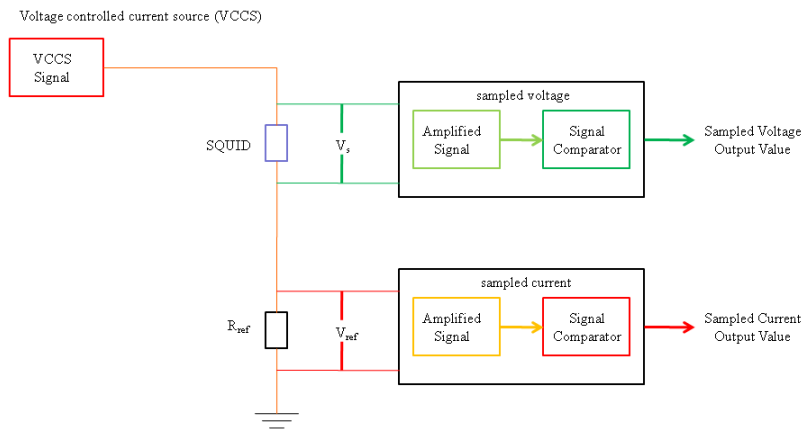 Voltage controlled current source (VCCS)
VCCS
Signal
SQUID
Vs
sampled voltage
Amplified
Signal
Signal
Comparator
Sampled Voltage
Output Value
Rref
Vref
sampled current
Amplified
Signal
Signal
Comparator
Sampled Current
Output Value